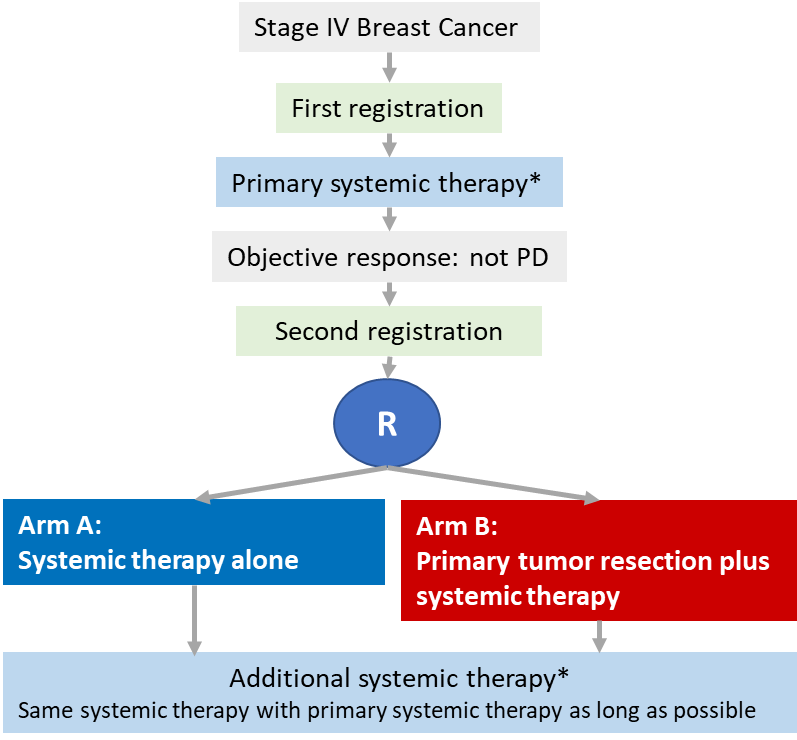 Stage IV Breast Cancer
First registration
Primary systemic therapy*
Objective response: not PD
Second registration
R
Arm A:
Systemic therapy alone
Arm B:
Primary tumor resection plus
systemic therapy
Additional systemic therapy*
Same systemic therapy with primary systemic therapy as long as possible